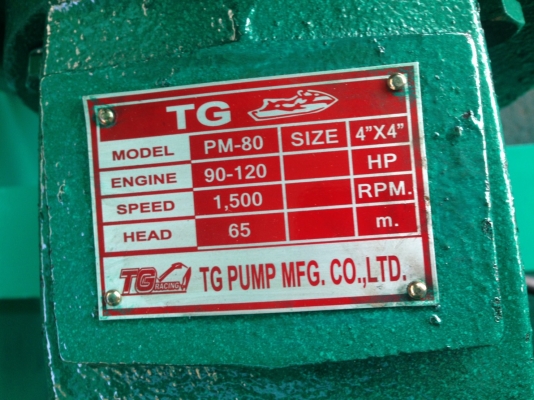 TG
MODEL PM-80 SIZE 4"X4"
ENGINE 90-120 HP
SPEED 1,500 RPM.
HEAD 65 m.
TG RACING TG PUMP MFG. CO.,LTD.